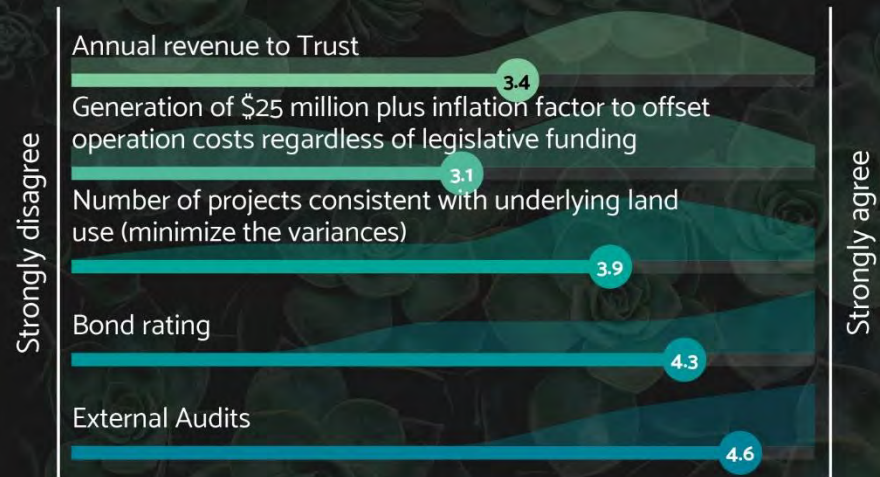 Annual revenue to Trust
3.4
Generation of $25 million plus inflation factor to offset
operation costs regardless of legislative funding
3.1
Number of projects consistent with underlying land
use (minimize the variances)
3.9
Bond rating
4.3
External Audits
4.6
Strongly disagree
Strongly agree